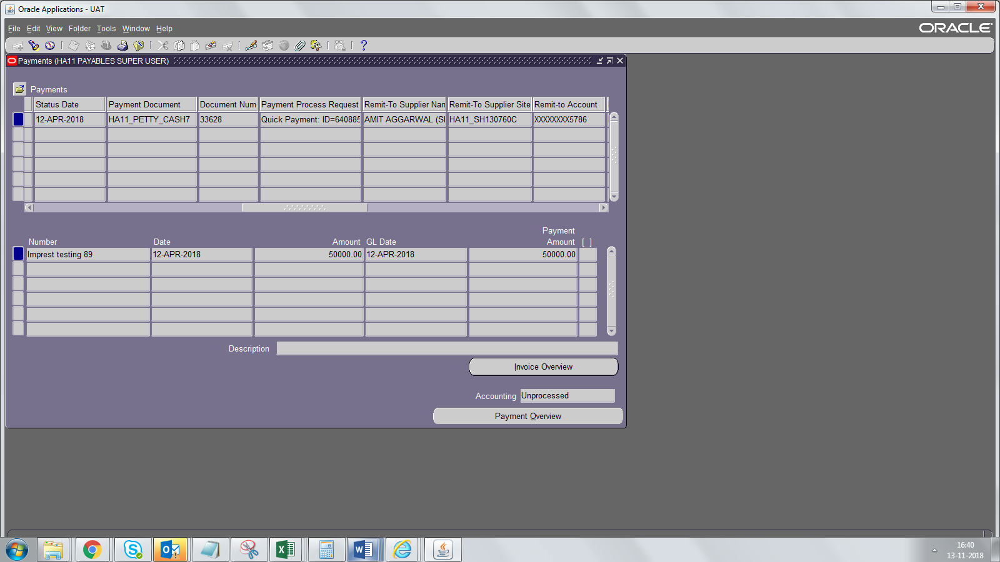 Oracle Applications - UAT
File Edit View Folder Tools Window Help
ORACLE
Payments (HA11 PAYABLES SUPER USER)
Payments
Status Date Payment Document Document Num Payment Process Request Remit-To Supplier Nan Remit-To Supplier Site Remit-to Account
12-APR-2018 HA11_PETTY_CASH7 33628 Quick Payment: ID=640885 AMIT AGGARWAL (SI HA11_SH130760C XXXXXXXX5786
Payment
Number Date Amount GL Date Amount [ ]
Imprest testing 89 12-APR-2018 50000.00 12-APR-2018 50000.00
Description
Invoice Overview
Accounting Unprocessed
Payment Overview
16:40
13-11-2018